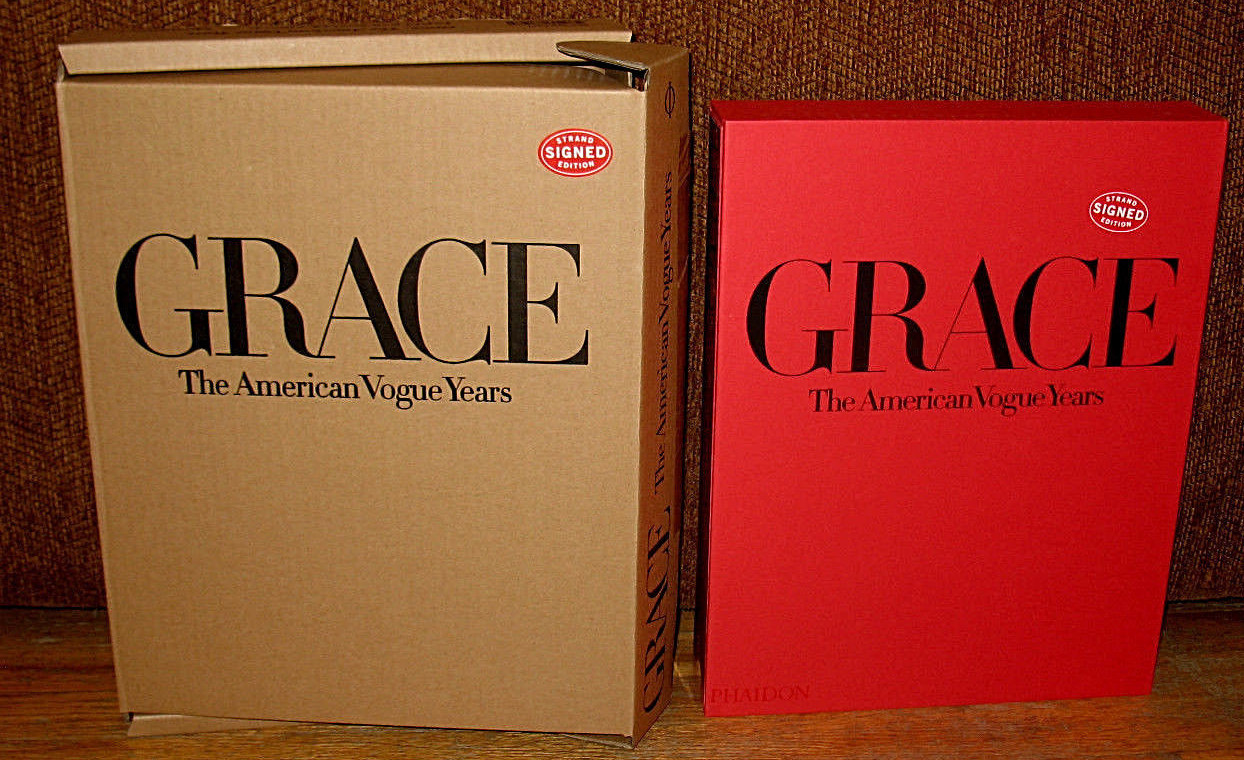 STRAND
SIGNED
EDITION
GRACE
The American Vogue Years
GRACE The American Vogue Years
STRAND
SIGNED
EDITION
GRACE
The American Vogue Years
PHAIDON